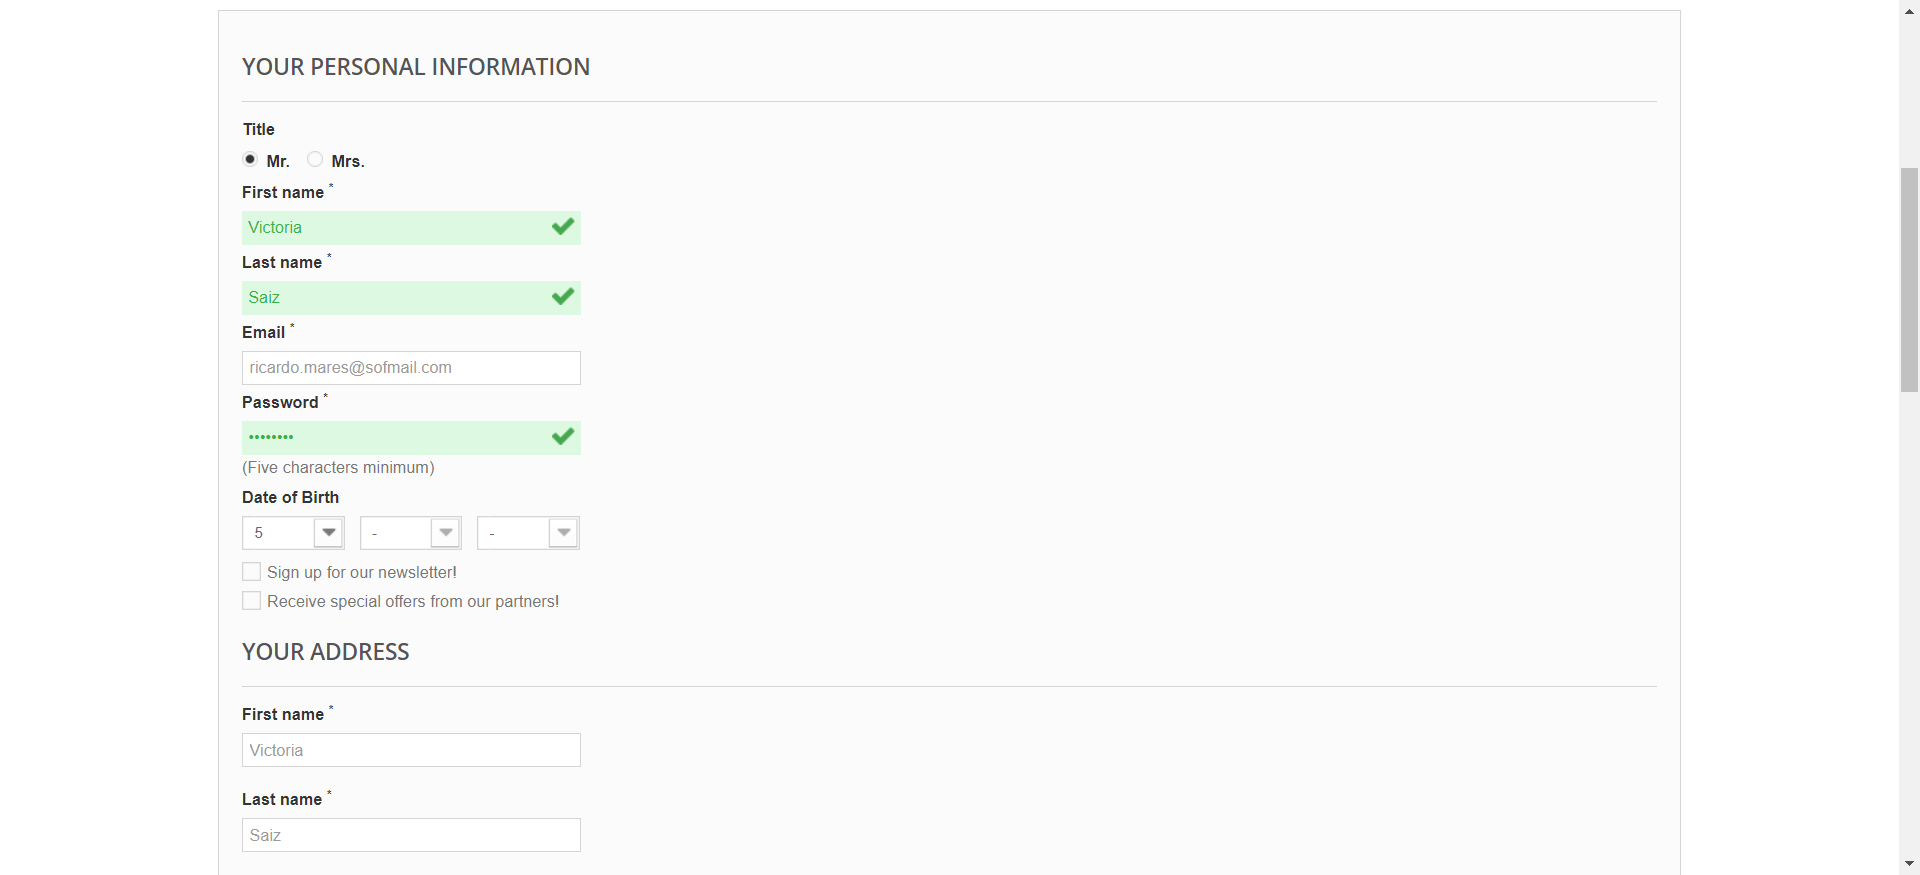 YOUR PERSONAL INFORMATION
Title
Mr. Mrs.
First name *
Victoria
Last name *
Saiz
Email *
ricardo.mares@sofmail.com
Password *
••••••••
(Five characters minimum)
Date of Birth
5 - -
Sign up for our newsletter!
Receive special offers from our partners!
YOUR ADDRESS
First name *
Victoria
Last name *
Saiz